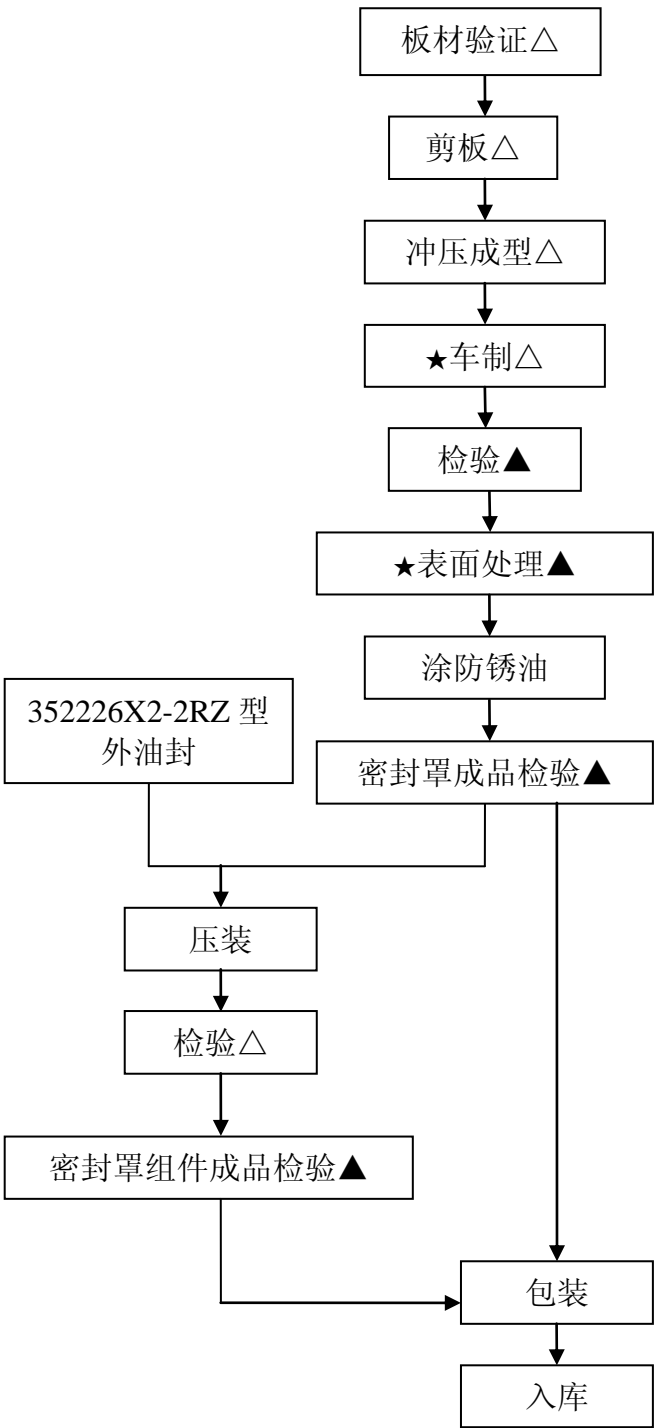 板材验证△
剪板△
冲压成型△
★车制△
检验▲
★表面处理▲
涂防锈油
352226X2-2RZ 型
外油封
密封罩成品检验▲
压装
检验△
密封罩组件成品检验▲
包装
入库